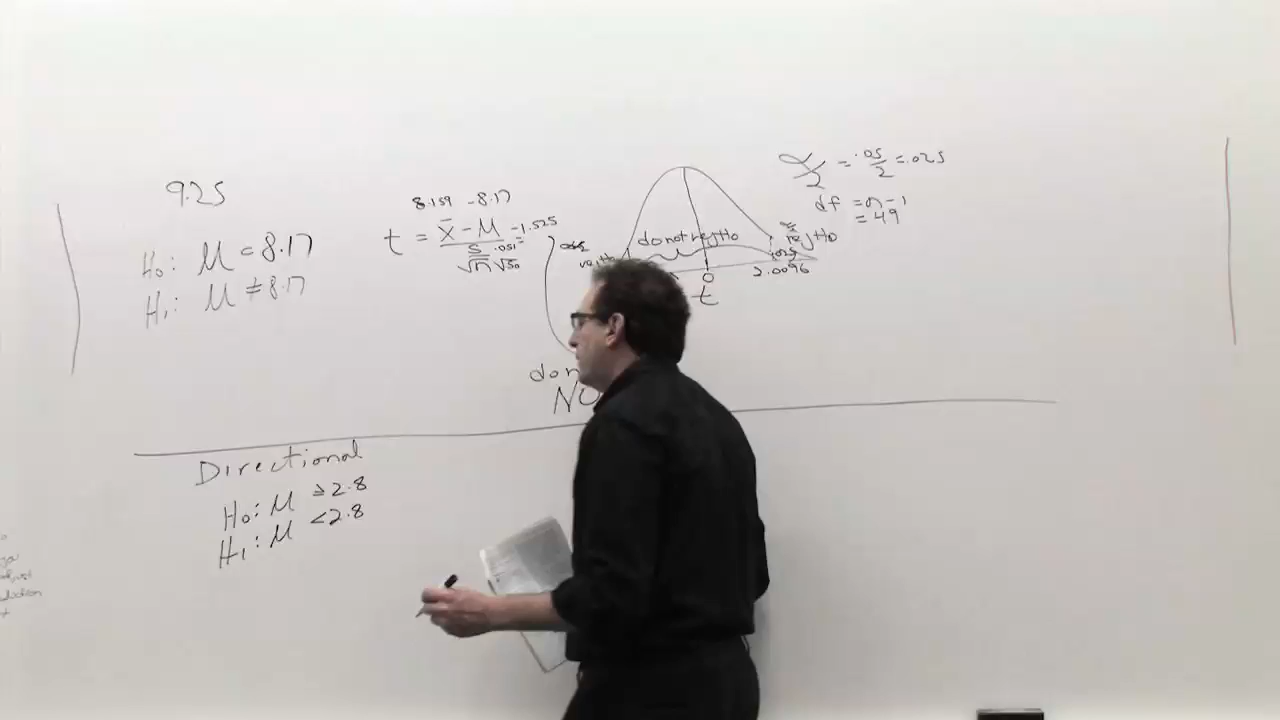 9.25
H₀: μ = 8.17
H₁: μ ≠ 8.17
8.159 - 8.17
t = x̄ - μ = -1.525
S .051
√n √50
do not rej H₀
rej H₀
.025
2.0096
0
t
α/2 = .05/2 = .025
df = n-1
= 49
do n
NO
Directional
H₀: μ ≥ 2.8
H₁: μ < 2.8